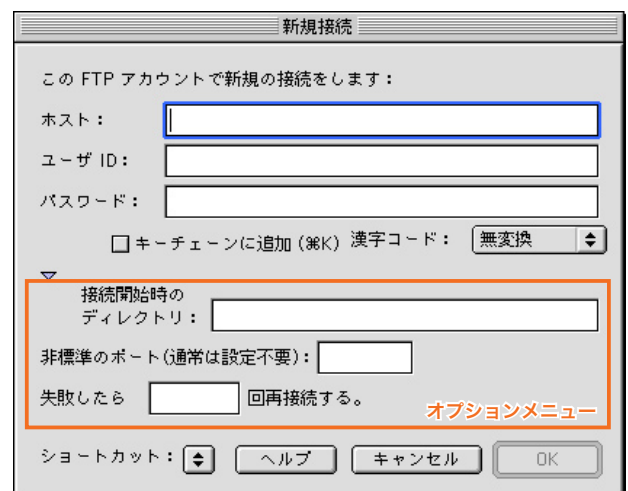 新規接続
この FTP アカウントで新規の接続をします：
ホスト：
ユーザ ID：
パスワード：
キーチェーンに追加 (⌘K) 漢字コード： 無変換
接続開始時の
ディレクトリ：
非標準のポート(通常は設定不要)：
失敗したら 回再接続する。
オプションメニュー
ショートカット： ヘルプ キャンセル OK